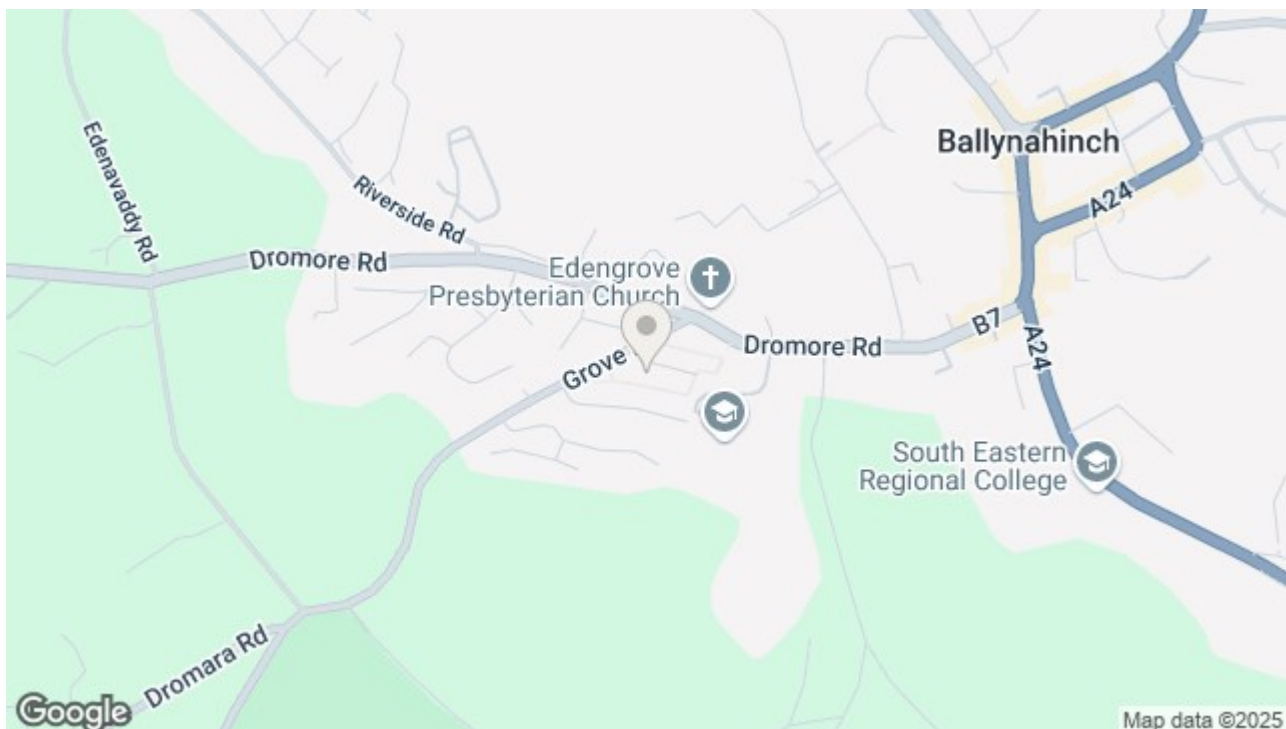 Ballynahinch
Edenavaddy Rd
Riverside Rd
A24
Dromore Rd
Edengrove
Presbyterian Church
B7
Dromore Rd
A24
Grove
South Eastern
Regional College
Dromara Rd
Google
Map data ©2025